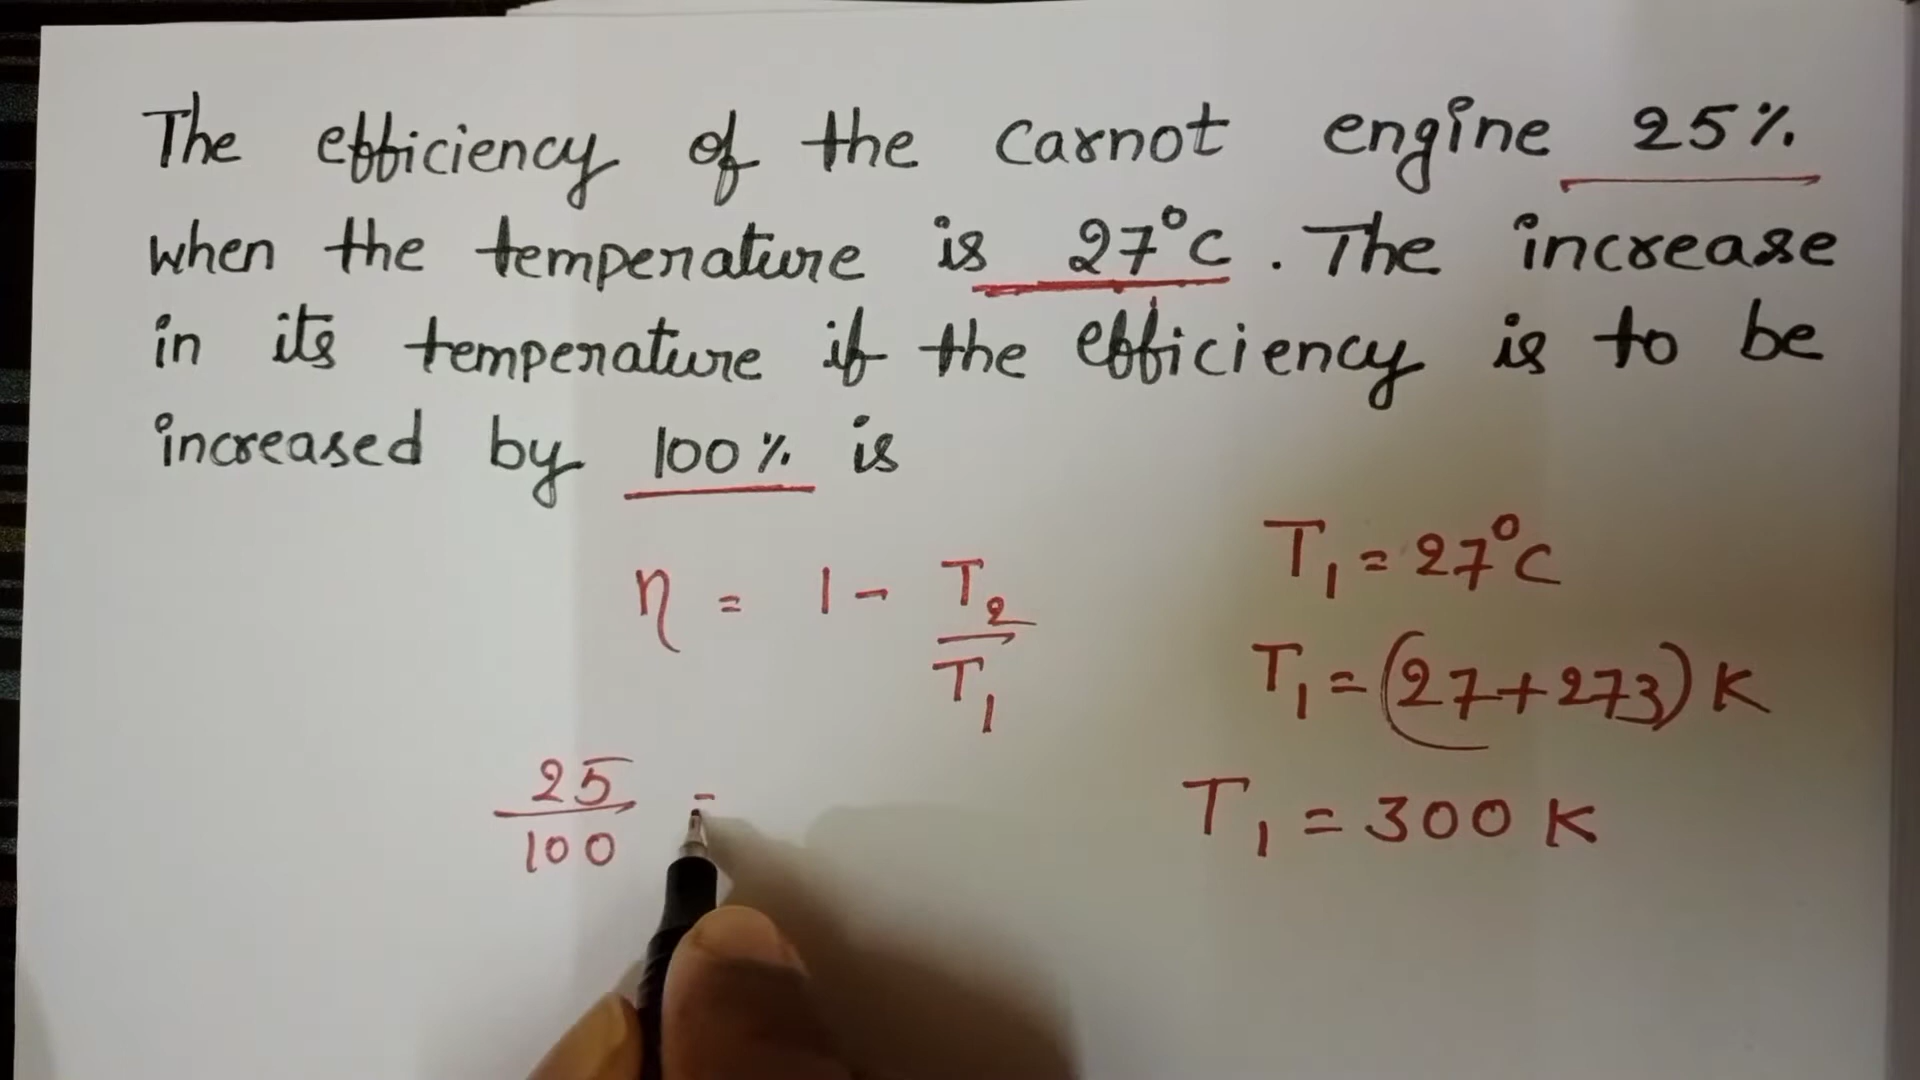 The efficiency of the carnot engine 25%
when the temperature is 27°C. The increase
in its temperature if the efficiency is to be
increased by 100% is
η = 1 - T₂/T₁
T₁ = 27°C
T₁ = (27+273) K
25/100 =
T₁ = 300 K